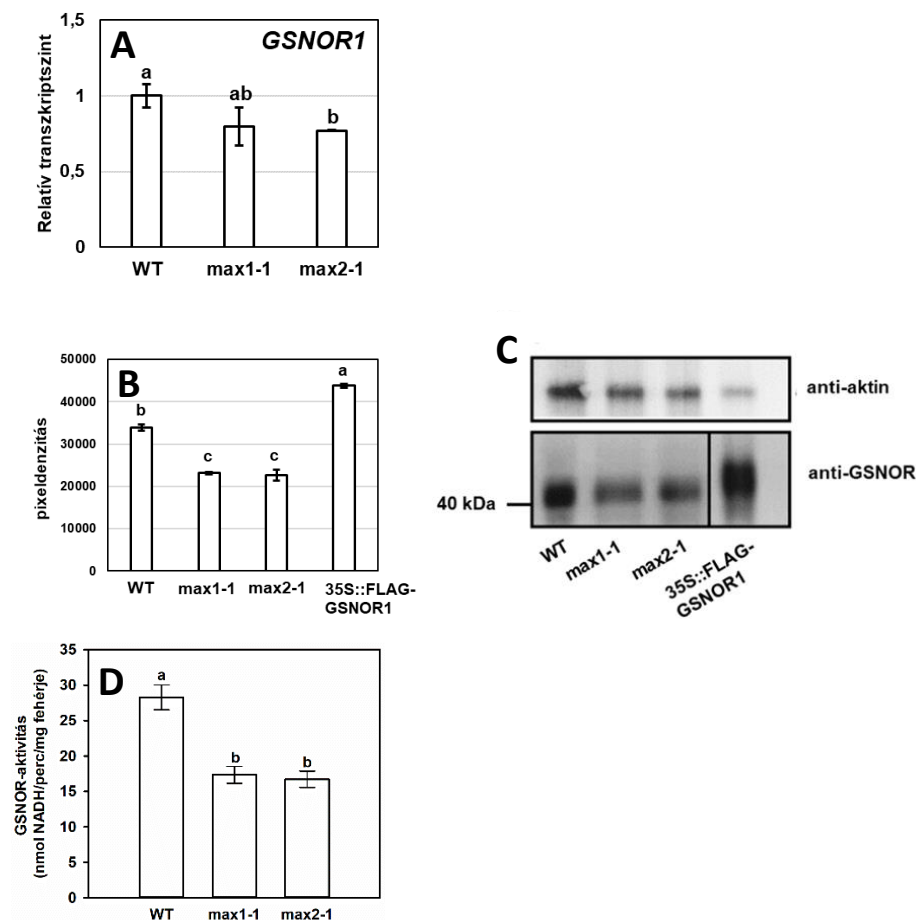 A
GSNOR1
Relatív transzkriptszint
1,5
1
0,5
0
a
ab
b
WT
max1-1
max2-1
B
pixeldenzitás
50000
40000
30000
20000
10000
0
b
c
c
a
WT
max1-1
max2-1
35S::FLAG-
GSNOR1
C
anti-aktin
anti-GSNOR
40 kDa
WT
max1-1
max2-1
35S::FLAG-
GSNOR1
D
GSNOR-aktivitás
(nmol NADH/perc/mg fehérje)
35
30
25
20
15
10
5
0
a
b
b
WT
max1-1
max2-1